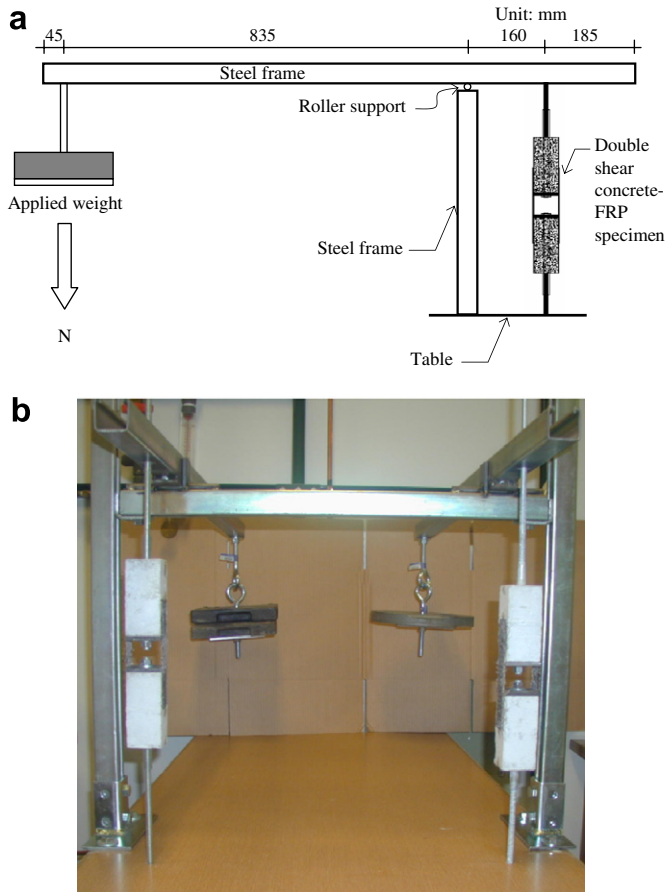 a
Unit: mm
45
835
160
185
Steel frame
Roller support
Double
shear
concrete-
FRP
specimen
Applied weight
Steel frame
N
Table
b